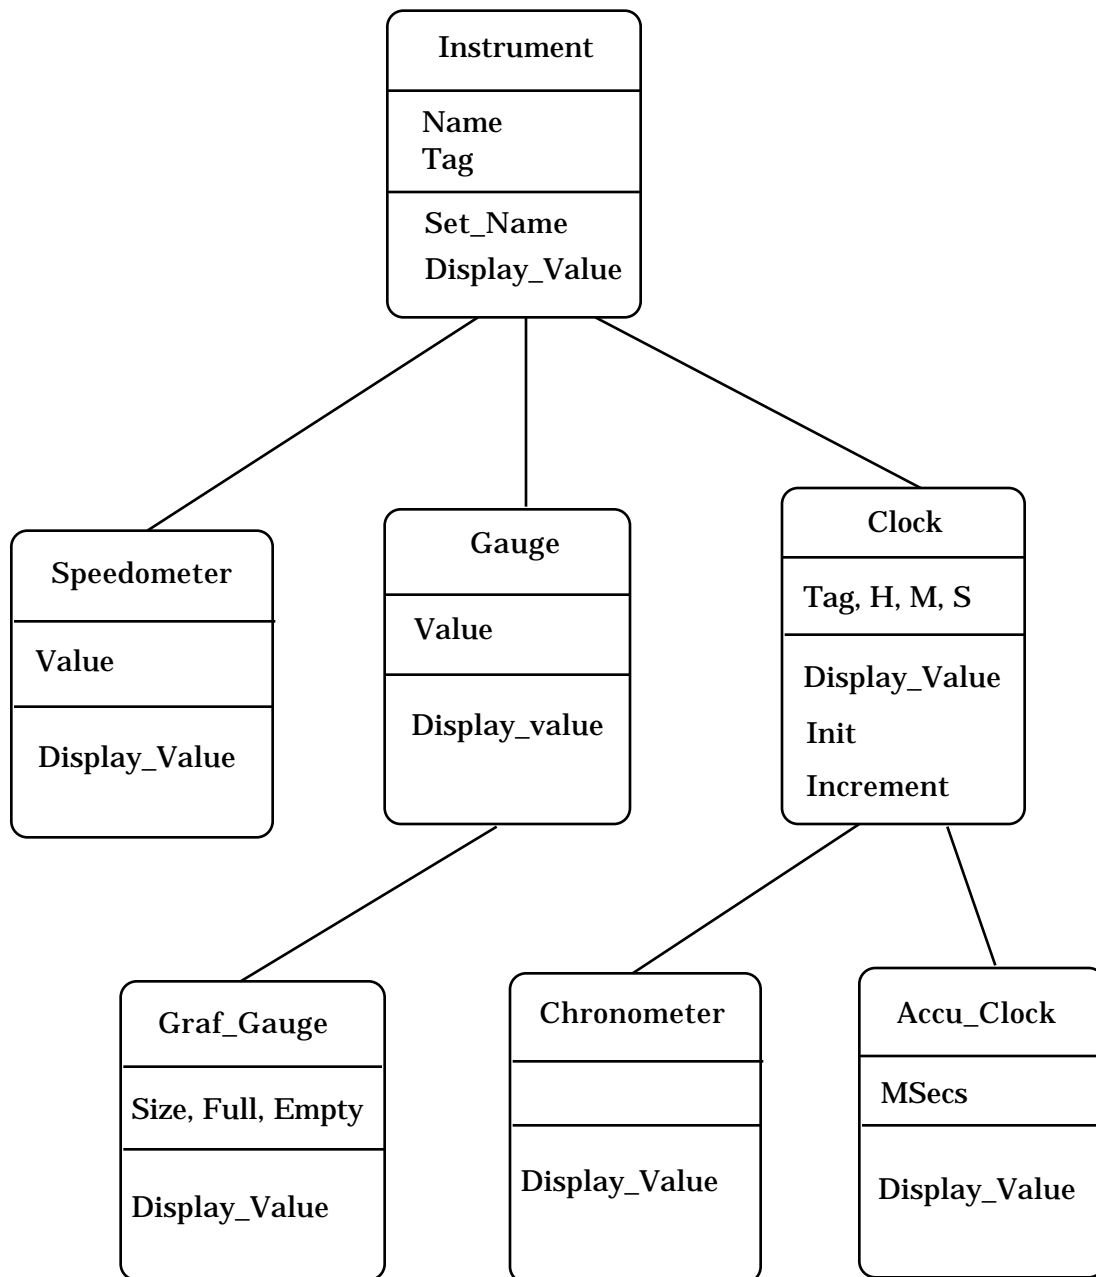 Instrument
Name
Tag
Set_Name
Display_Value
Speedometer
Value
Display_Value
Gauge
Value
Display_value
Clock
Tag, H, M, S
Display_Value
Init
Increment
Graf_Gauge
Size, Full, Empty
Display_Value
Chronometer
Display_Value
Accu_Clock
MSecs
Display_Value